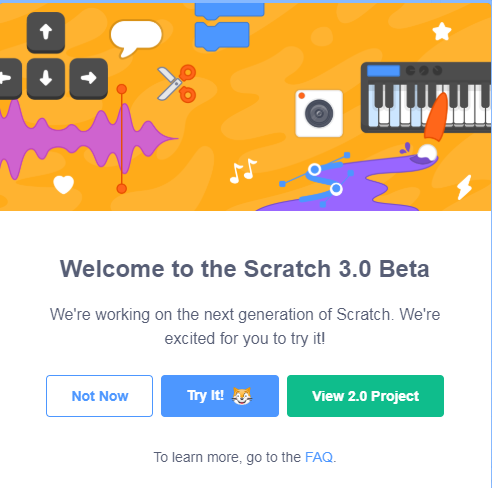 Welcome to the Scratch 3.0 Beta
We're working on the next generation of Scratch. We're
excited for you to try it!
Not Now
Try It!
View 2.0 Project
To learn more, go to the FAQ.